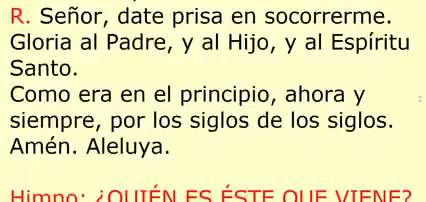 R. Señor, date prisa en socorrerme.
Gloria al Padre, y al Hijo, y al Espíritu
Santo.
Como era en el principio, ahora y
siempre, por los siglos de los siglos.
Amén. Aleluya.
Himno: ¿QUIÉN ES ÉSTE QUE VIENE?